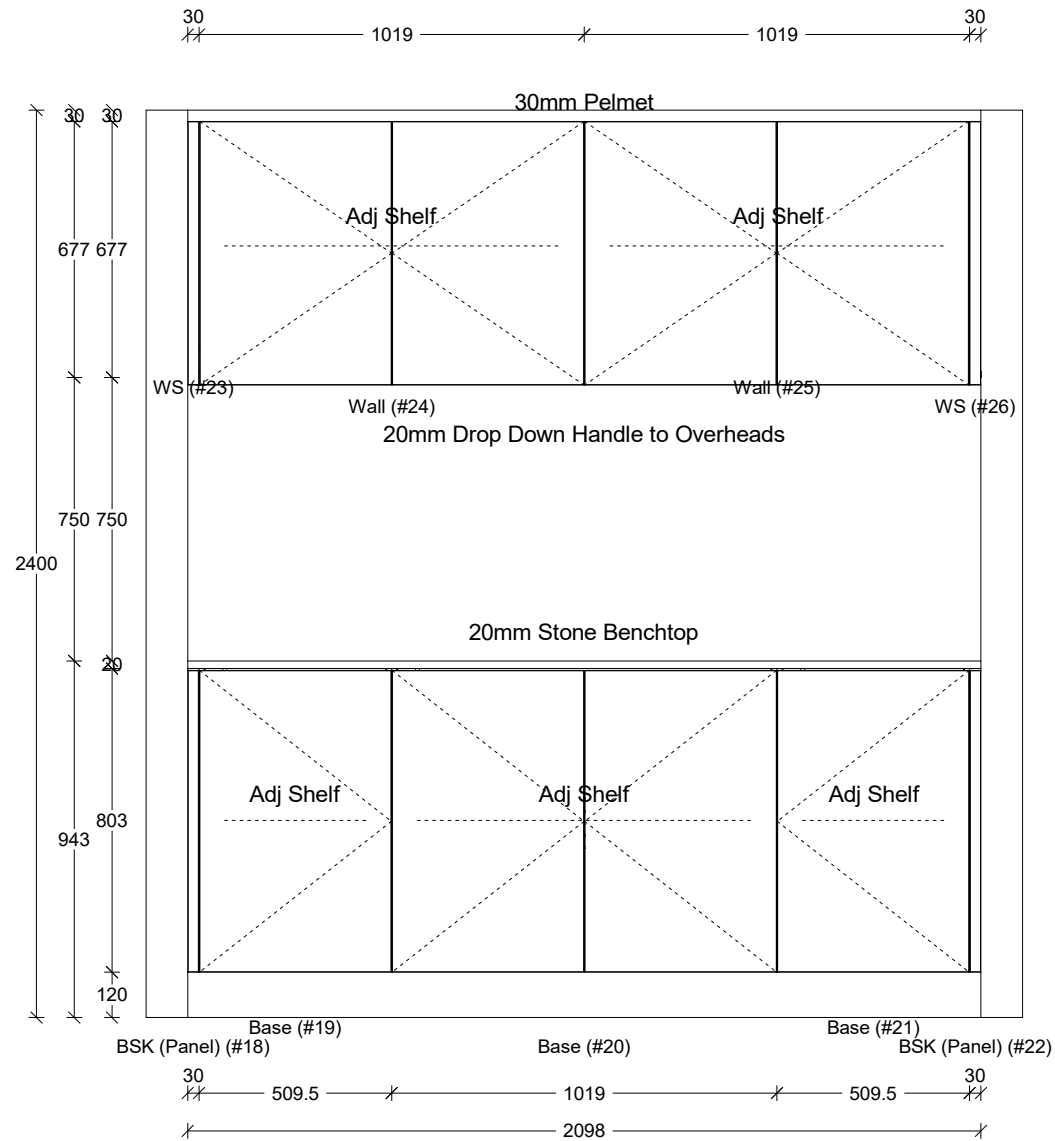 30 30
1019 1019
30 30
30mm Pelmet
Adj Shelf Adj Shelf
677 677
WS (#23) Wall (#25)
Wall (#24) WS (#26)
20mm Drop Down Handle to Overheads
750 750
2400
20mm Stone Benchtop
20
Adj Shelf Adj Shelf Adj Shelf
803
943
120
Base (#19) Base (#21)
BSK (Panel) (#18) Base (#20) BSK (Panel) (#22)
30 30
509.5 1019 509.5
2098